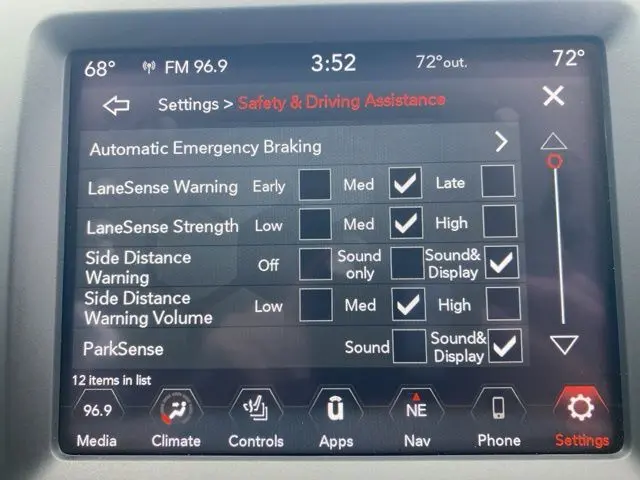 68° FM 96.9 3:52 72°out. 72°
Settings > Safety & Driving Assistance
Automatic Emergency Braking
LaneSense Warning Early Med Late
LaneSense Strength Low Med High
Side Distance
Warning Off Sound
only Sound&
Display
Side Distance
Warning Volume Low Med High
ParkSense Sound Sound&
Display
12 items in list
96.9 NE
Media Climate Controls Apps Nav Phone Settings